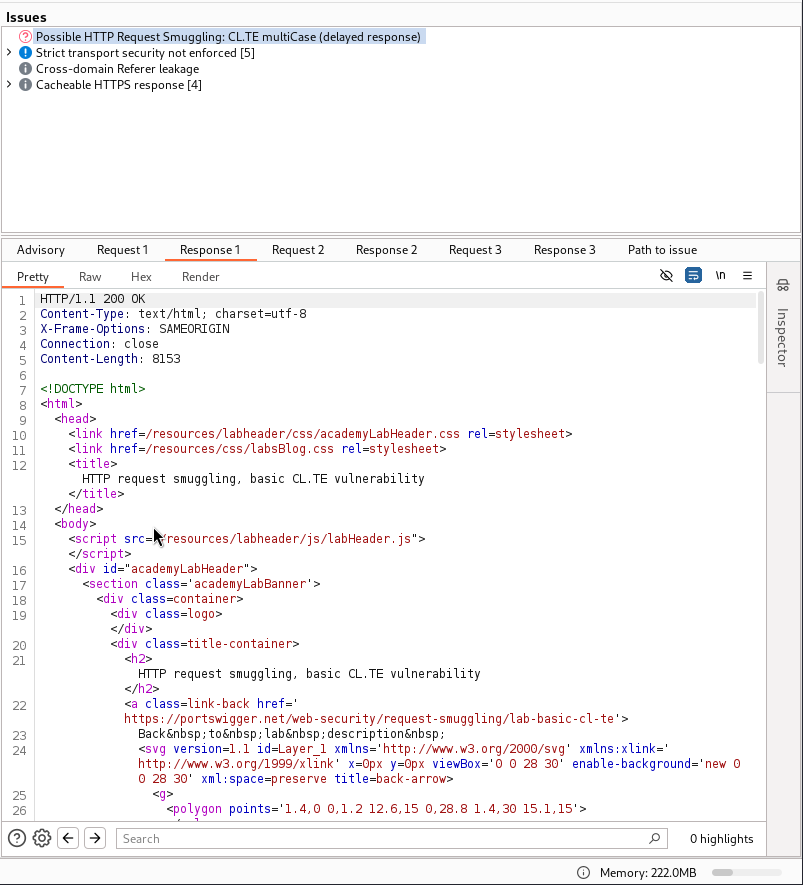 Issues
Possible HTTP Request Smuggling: CL.TE multiCase (delayed response)
Strict transport security not enforced [5]
Cross-domain Referer leakage
Cacheable HTTPS response [4]
Advisory Request 1 Response 1 Request 2 Response 2 Request 3 Response 3 Path to issue
Pretty Raw Hex Render \n
Inspector
1 HTTP/1.1 200 OK
2 Content-Type: text/html; charset=utf-8
3 X-Frame-Options: SAMEORIGIN
4 Connection: close
5 Content-Length: 8153
6
7 <!DOCTYPE html>
8 <html>
9 <head>
10 <link href=/resources/labheader/css/academyLabHeader.css rel=stylesheet>
11 <link href=/resources/css/labsBlog.css rel=stylesheet>
12 <title>
HTTP request smuggling, basic CL.TE vulnerability
</title>
13 </head>
14 <body>
15 <script src="/resources/labheader/js/labHeader.js">
</script>
16 <div id="academyLabHeader">
17 <section class='academyLabBanner'>
18 <div class=container>
19 <div class=logo>
</div>
20 <div class=title-container>
21 <h2>
HTTP request smuggling, basic CL.TE vulnerability
</h2>
22 <a class=link-back href='
https://portswigger.net/web-security/request-smuggling/lab-basic-cl-te'>
23 Back&nbsp;to&nbsp;lab&nbsp;description&nbsp;
24 <svg version=1.1 id=Layer_1 xmlns='http://www.w3.org/2000/svg' xmlns:xlink='
http://www.w3.org/1999/xlink' x=0px y=0px viewBox='0 0 28 30' enable-background='new 0
0 28 30' xml:space=preserve title=back-arrow>
25 <g>
26 <polygon points='1.4,0 0,1.2 12.6,15 0,28.8 1.4,30 15.1,15'>
Search
0 highlights
Memory: 222.0MB